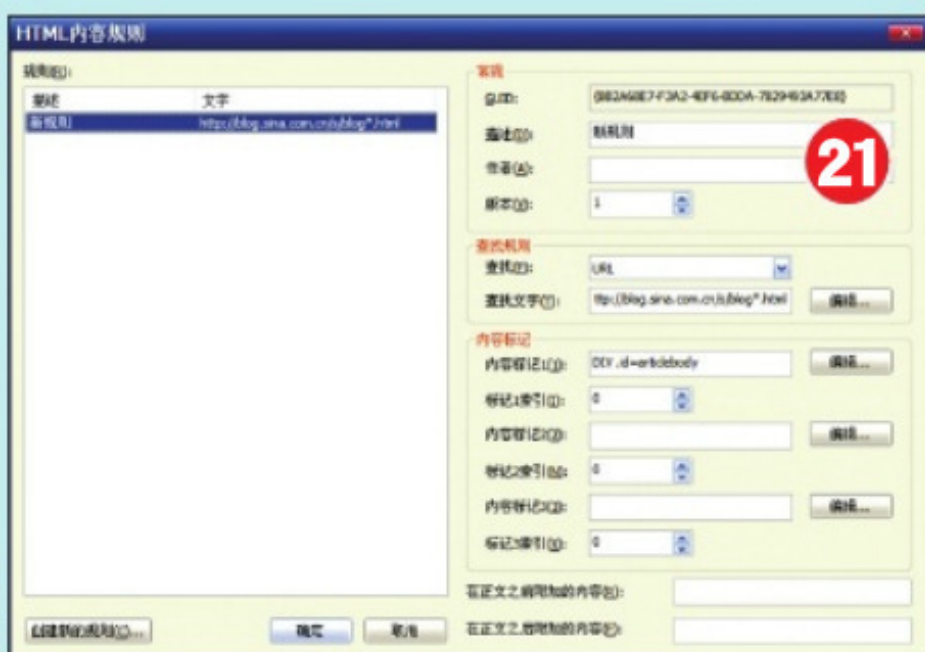 HTML内容规则
规则(R):
描述 文字
新规则 http://blog.sina.com.cn/s/blog*.html
创建新的规则(C)...
确定
取消
常规
GUID:
描述(D): 新规则
作者(A):
版本(V): 1
21
查找规则
查找(F): URL
查找文字(T): ttp://blog.sina.com.cn/s/blog*.html 编辑...
内容标记
内容标记1(1): DIV .id=articlebody 编辑...
标记1索引(I): 0
内容标记2(2): 编辑...
标记2索引(N): 0
内容标记3(3): 编辑...
标记3索引(X): 0
在正文之前附加的内容
在正文之后附加的内容